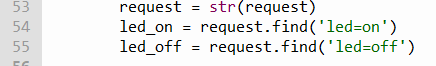 53 request = str(request)
54 led_on = request.find('led=on')
55 led_off = request.find('led=off')